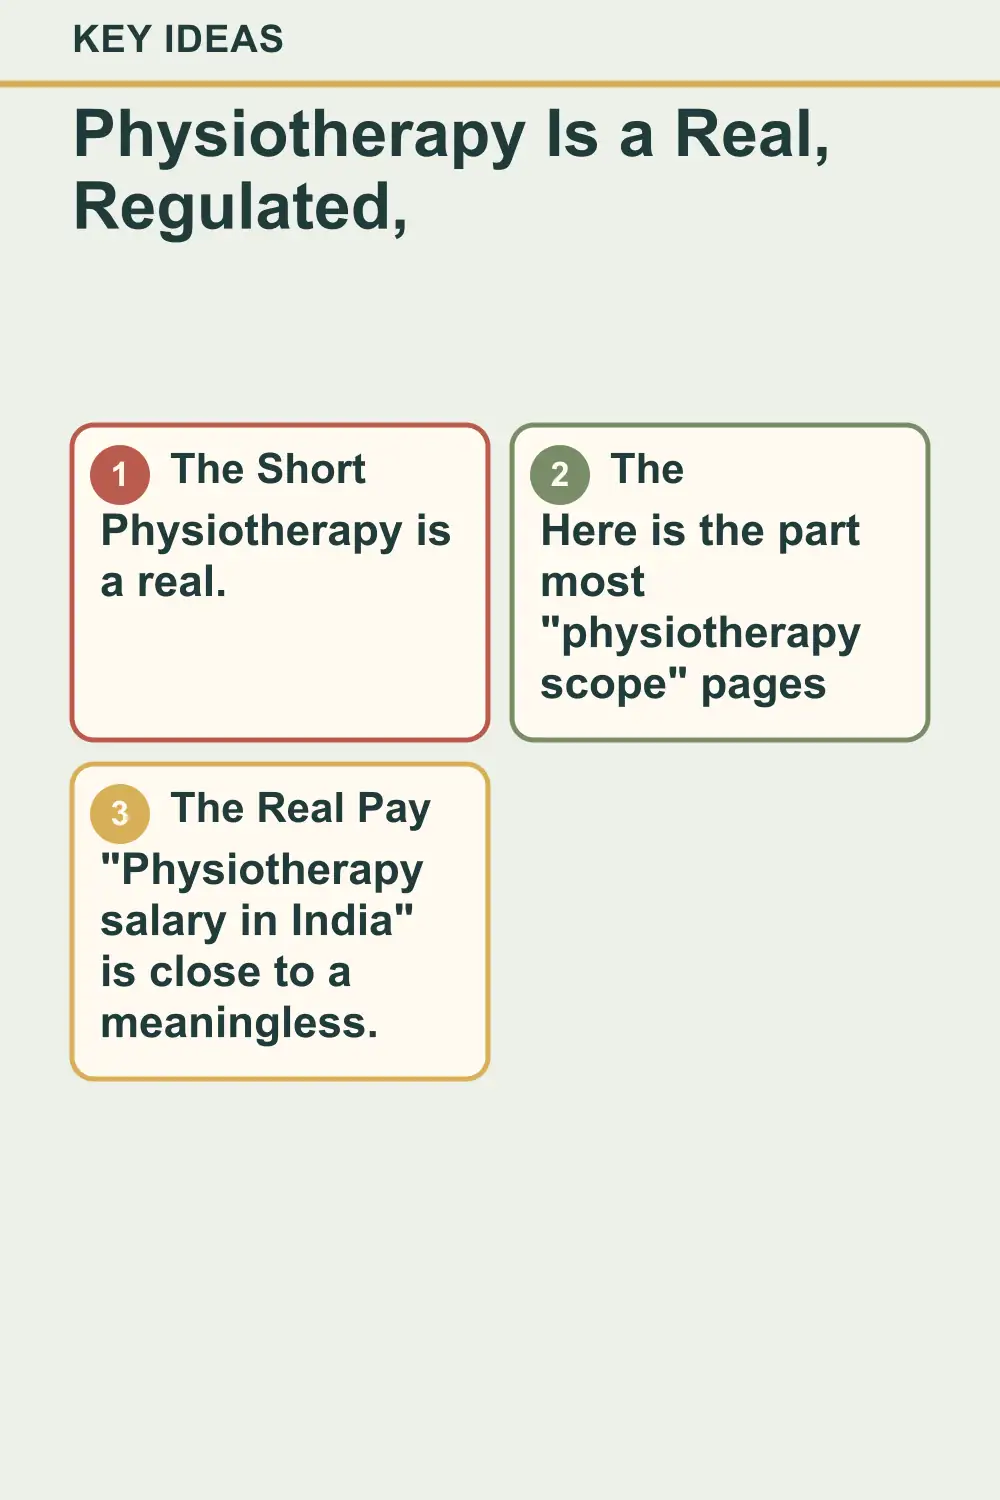 KEY IDEAS
Physiotherapy Is a Real,
Regulated,
1 The Short
Physiotherapy is
a real.
2 The
Here is the part
most
"physiotherapy
scope" pages
3 The Real Pay
"Physiotherapy
salary in India"
is close to a
meaningless.